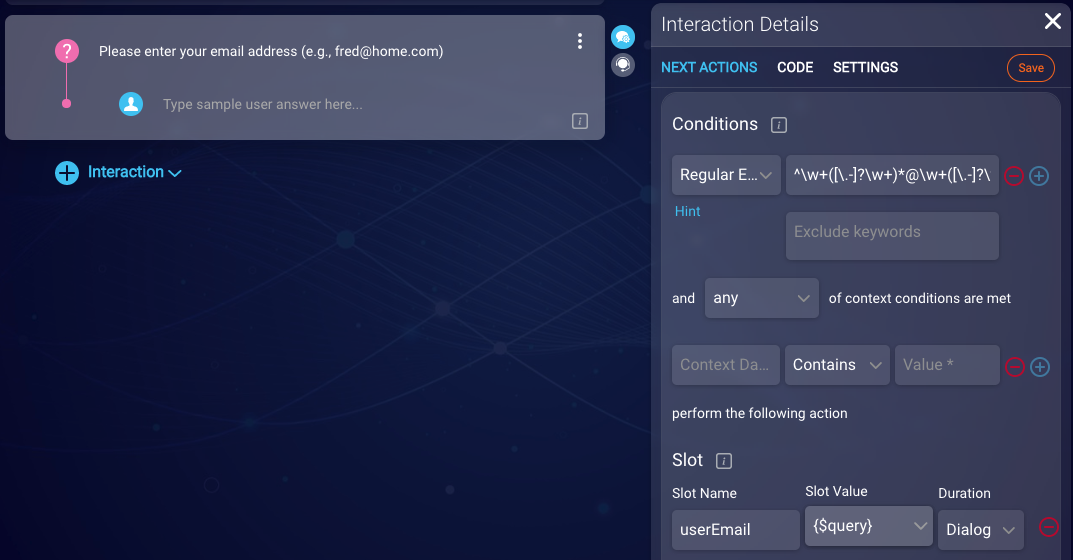 Please enter your email address (e.g., fred@home.com)
Type sample user answer here...
Interaction
Interaction Details
NEXT ACTIONS CODE SETTINGS Save
Conditions
Regular E... ^\w+([\.-]?\w+)*@\w+([\.-]?\
Hint
Exclude keywords
and any of context conditions are met
Context Da... Contains Value *
perform the following action
Slot
Slot Name Slot Value Duration
userEmail {$query} Dialog